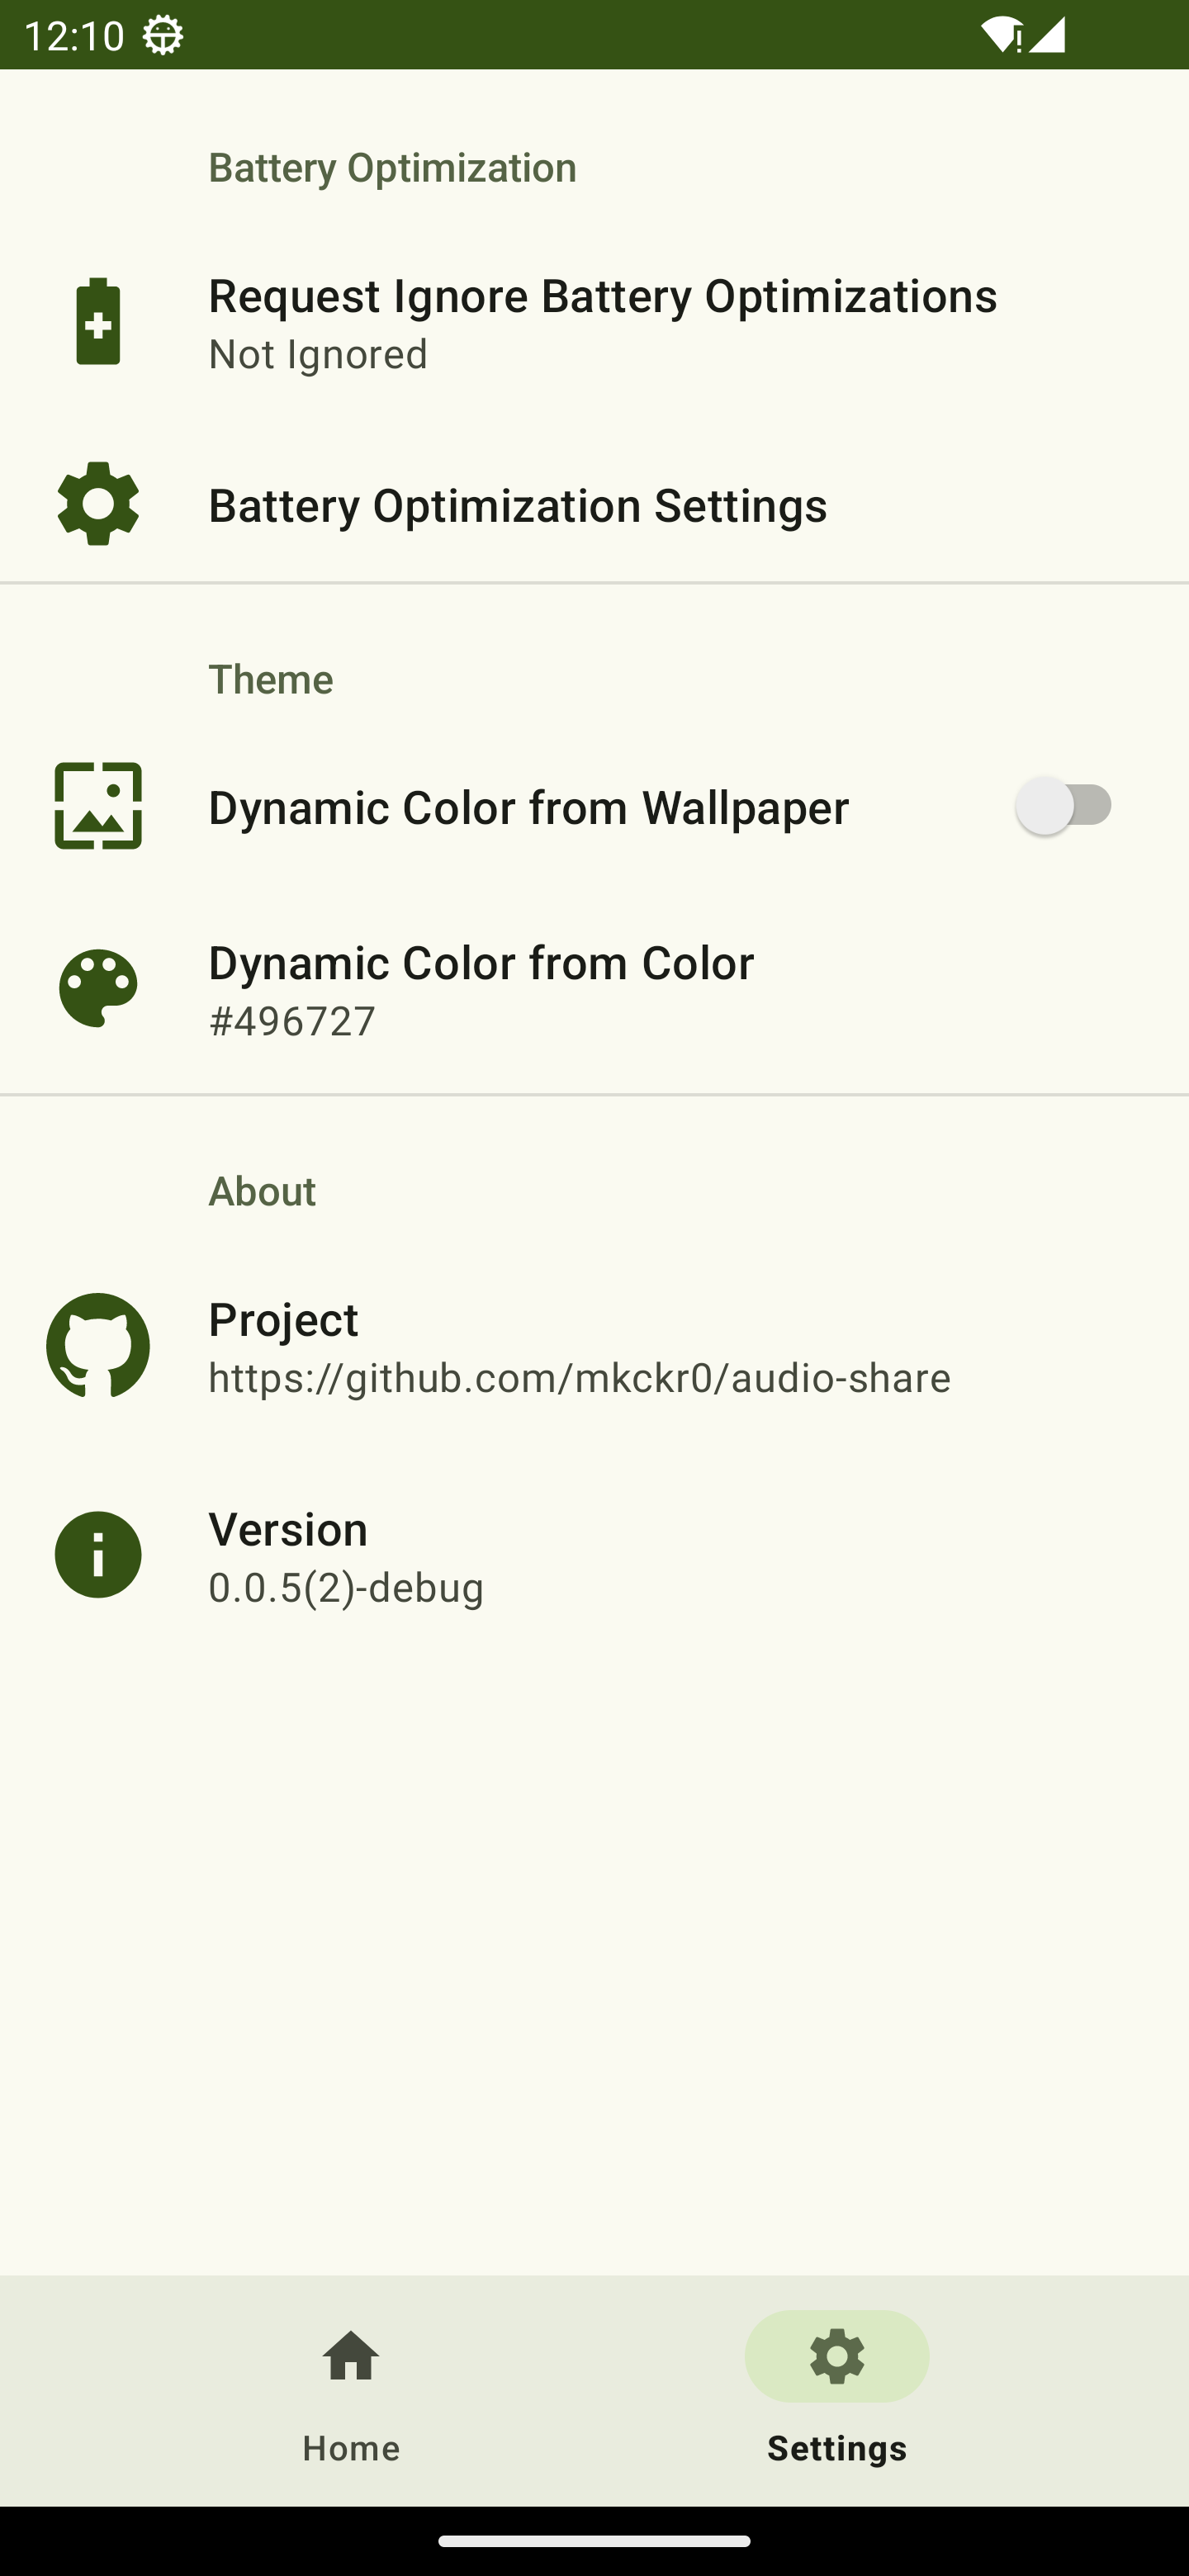 12:10
Battery Optimization
Request Ignore Battery Optimizations
Not Ignored
Battery Optimization Settings
Theme
Dynamic Color from Wallpaper
Dynamic Color from Color
#496727
About
Project
https://github.com/mkckr0/audio-share
Version
0.0.5(2)-debug
Home
Settings